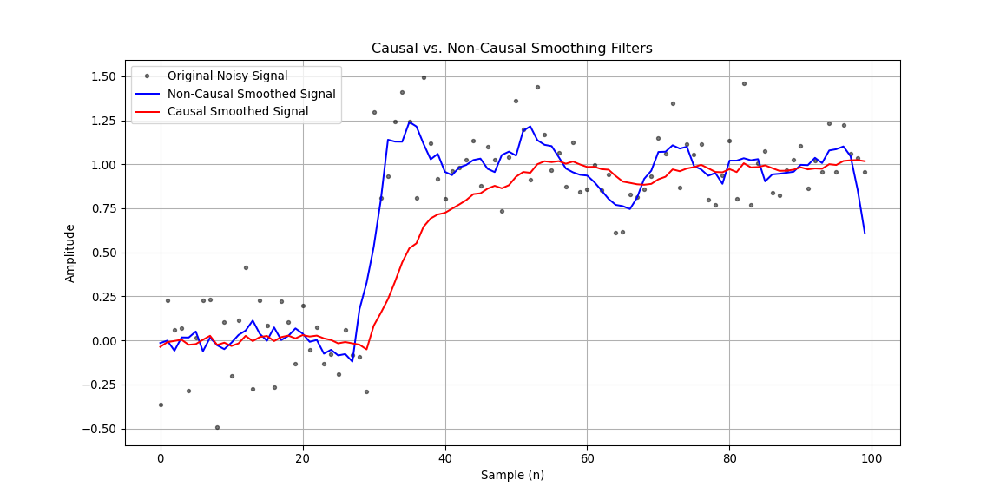 Causal vs. Non-Causal Smoothing Filters
Original Noisy Signal
Non-Causal Smoothed Signal
Causal Smoothed Signal
1.50
1.25
1.00
0.75
0.50
0.25
0.00
−0.25
−0.50
Amplitude
0 20 40 60 80 100
Sample (n)